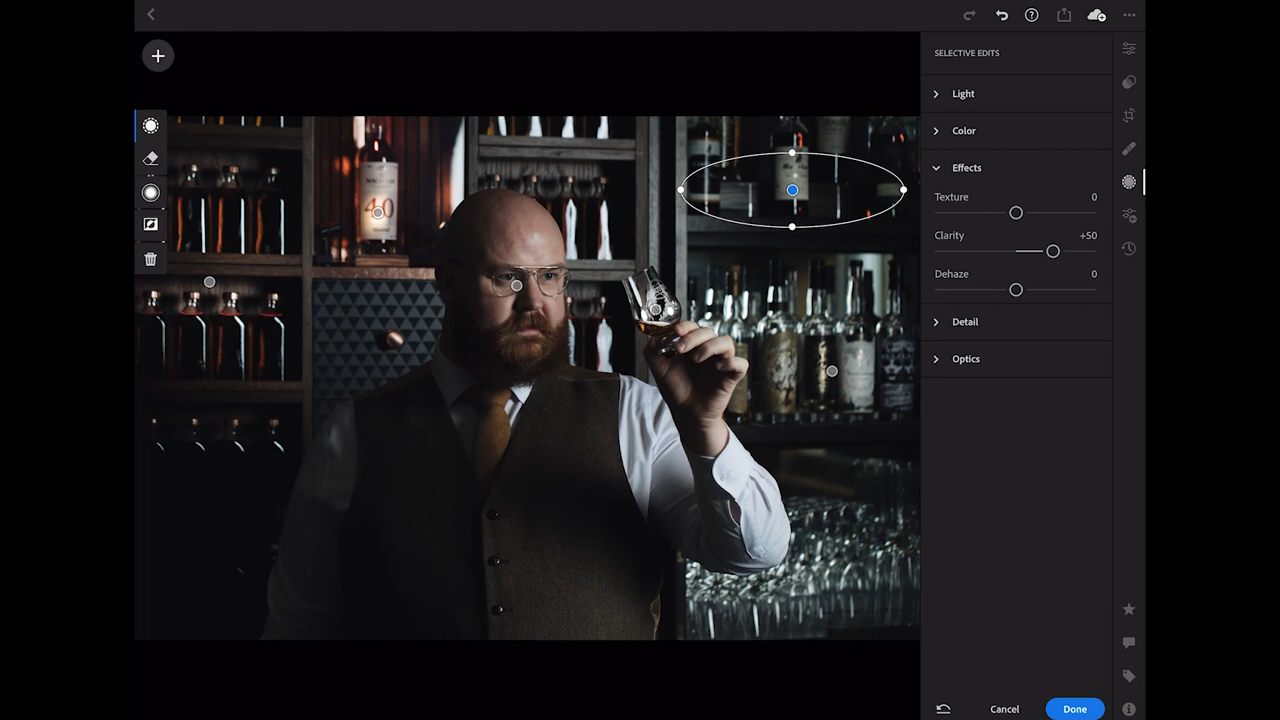 SELECTIVE EDITS
Light
Color
Effects
Texture 0
Clarity +50
Dehaze 0
Detail
Optics
Cancel Done
40